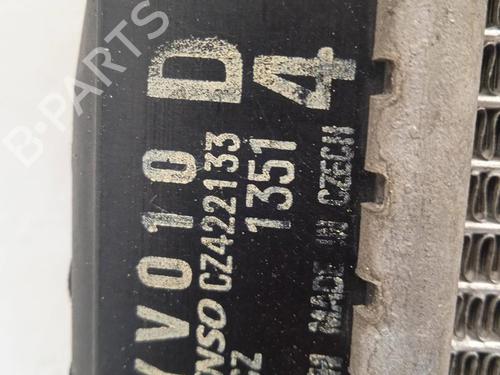 YV010 D 4
NSO CZ422133
1351
MADE IN CZECH
B-PARTS